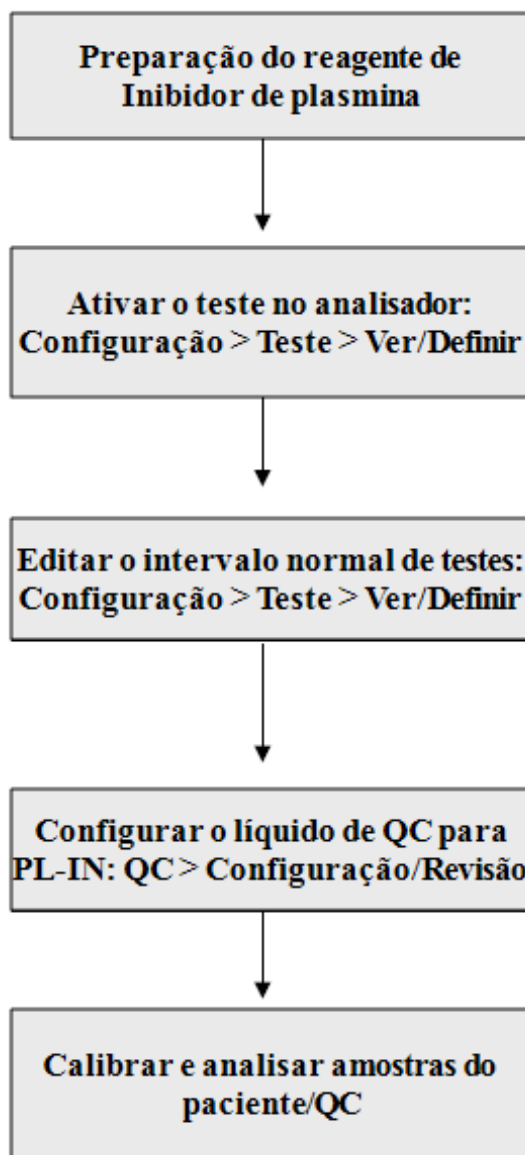 Preparação do reagente de
Inibidor de plasmina
Ativar o teste no analisador:
Configuração > Teste > Ver/Definir
Editar o intervalo normal de testes:
Configuração > Teste > Ver/Definir
Configurar o líquido de QC para
PL-IN: QC > Configuração/Revisão
Calibrar e analisar amostras do
paciente/QC